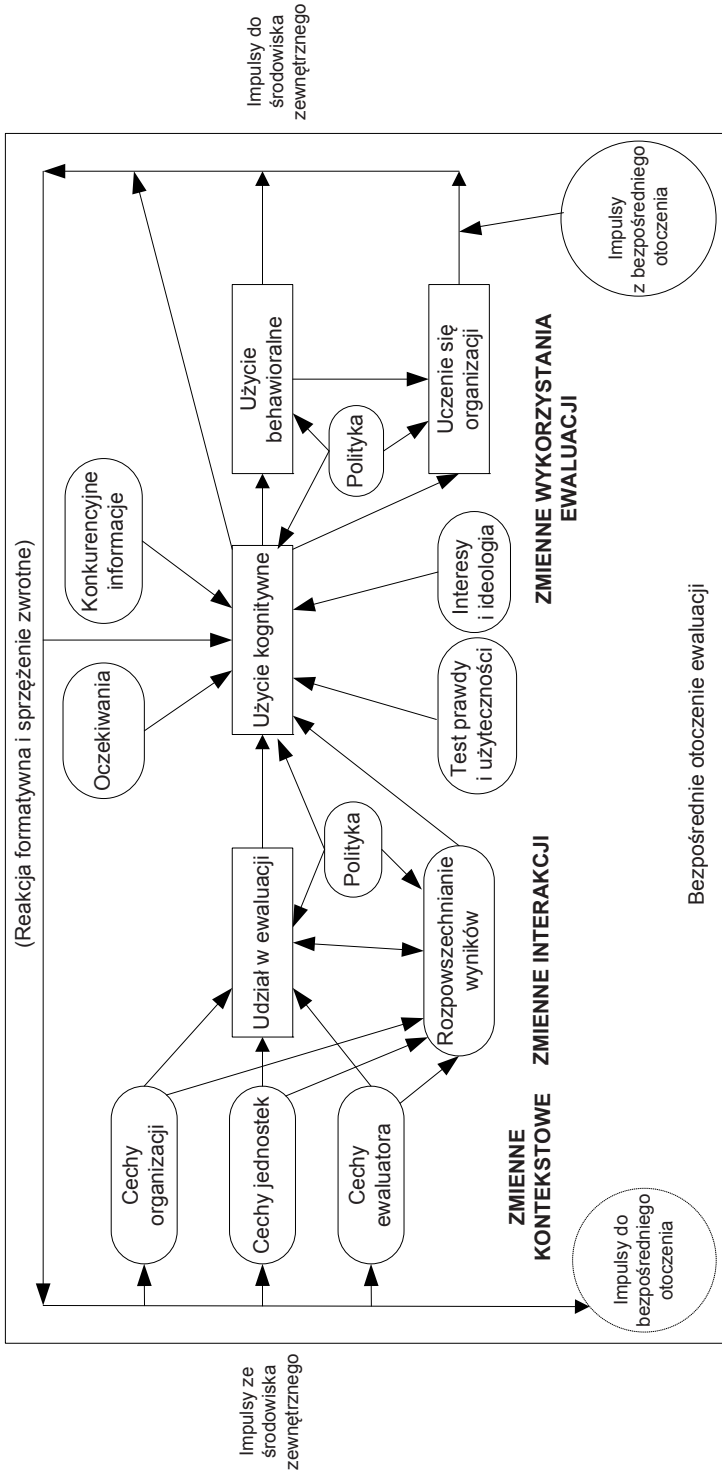 (Reakcja formatywna i sprzężenie zwrotne)
Impulsy ze
środowiska
zewnętrznego
Cechy
organizacji
Cechy jednostek
Cechy
ewaluatora
ZMIENNE
KONTEKSTOWE
Impulsy do
bezpośredniego
otoczenia
Udział w ewaluacji
Polityka
Rozpowszechnianie
wyników
ZMIENNE INTERAKCJI
Oczekiwania
Konkurencyjne
informacje
Użycie kognitywne
Test prawdy
i użyteczności
Interesy
i ideologia
Użycie
behawioralne
Polityka
Uczenie się
organizacji
ZMIENNE WYKORZYSTANIA
EWALUACJI
Impulsy
z bezpośredniego
otoczenia
Bezpośrednie otoczenie ewaluacji
Impulsy do
środowiska
zewnętrznego